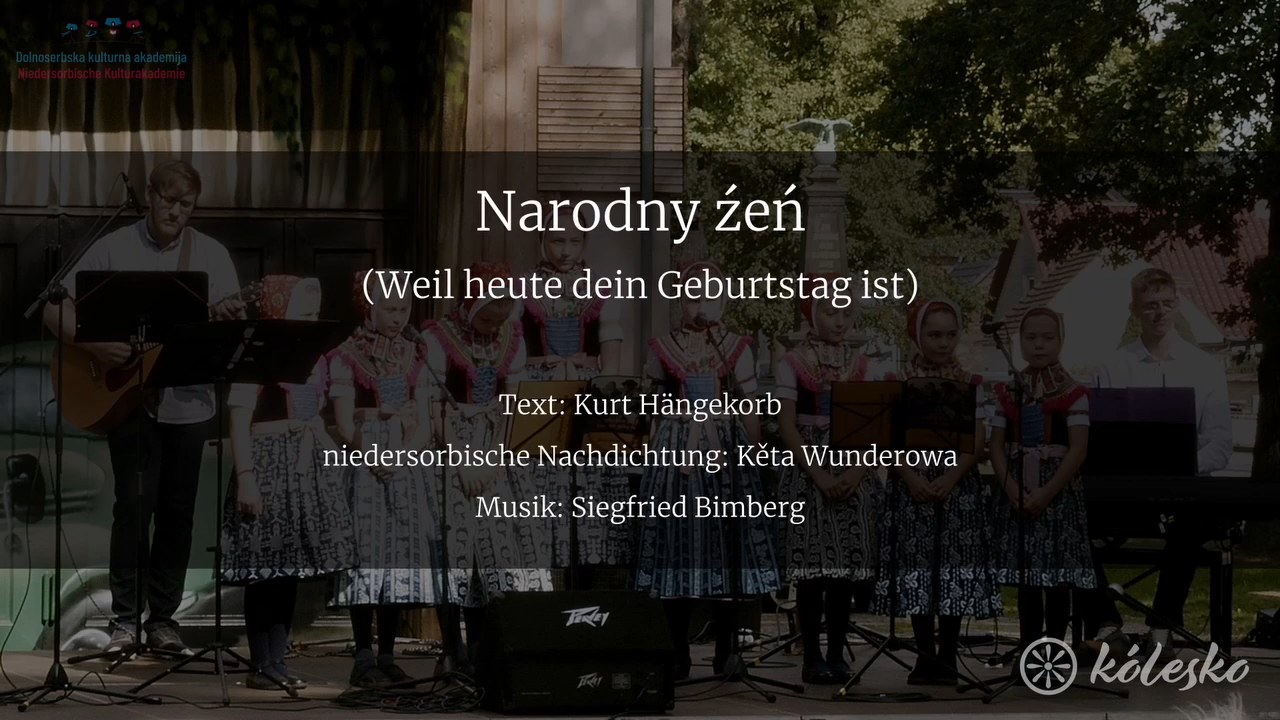 Dolnoserbska kulturna akademija
Niedersorbische Kulturakademie
Narodny źeń
(Weil heute dein Geburtstag ist)
Text: Kurt Hängekorb
niedersorbische Nachdichtung: Kěta Wunderowa
Musik: Siegfried Bimberg
PEAVEY
PEAVEY
kólesko